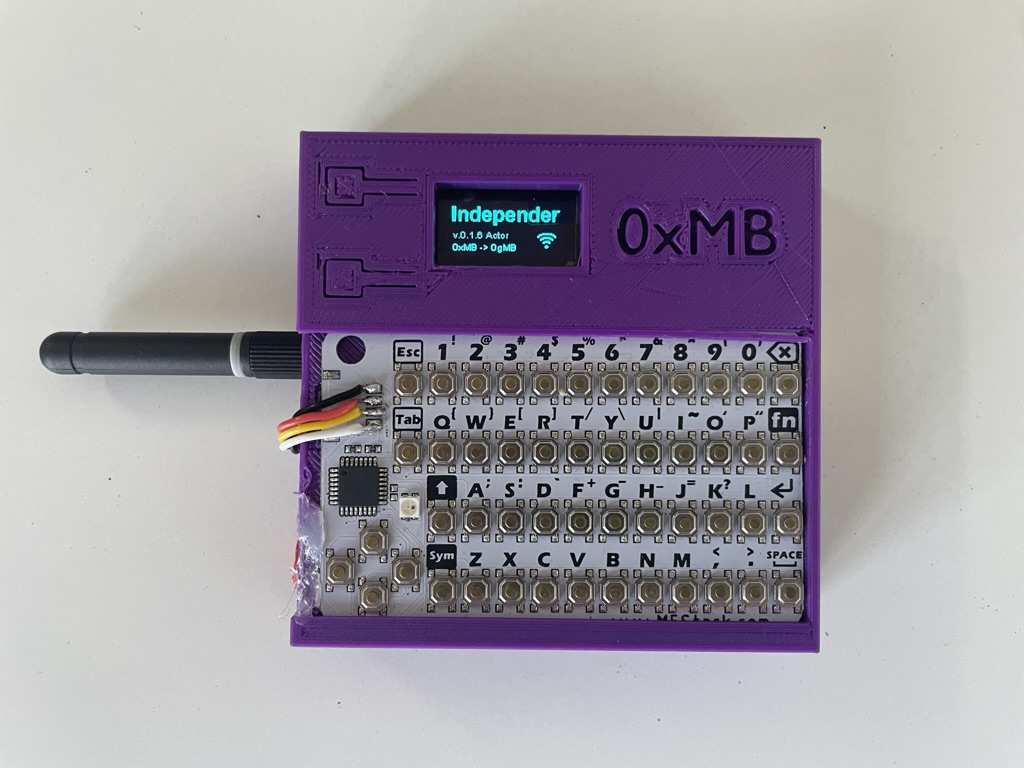 Independer
v.0.1.6 Actor
0xMB -> 0gMB
0xMB
Esc 1! 2@ 3# 4$ 5% 6^ 7& 8 9 0
Tab Q{ W} E[ R] T/ Y\ U| I~ O‘ P“ fn
A; S: D` F+ G- H_ J= K? L
Sym Z X C V B N M ,< .> SPACE